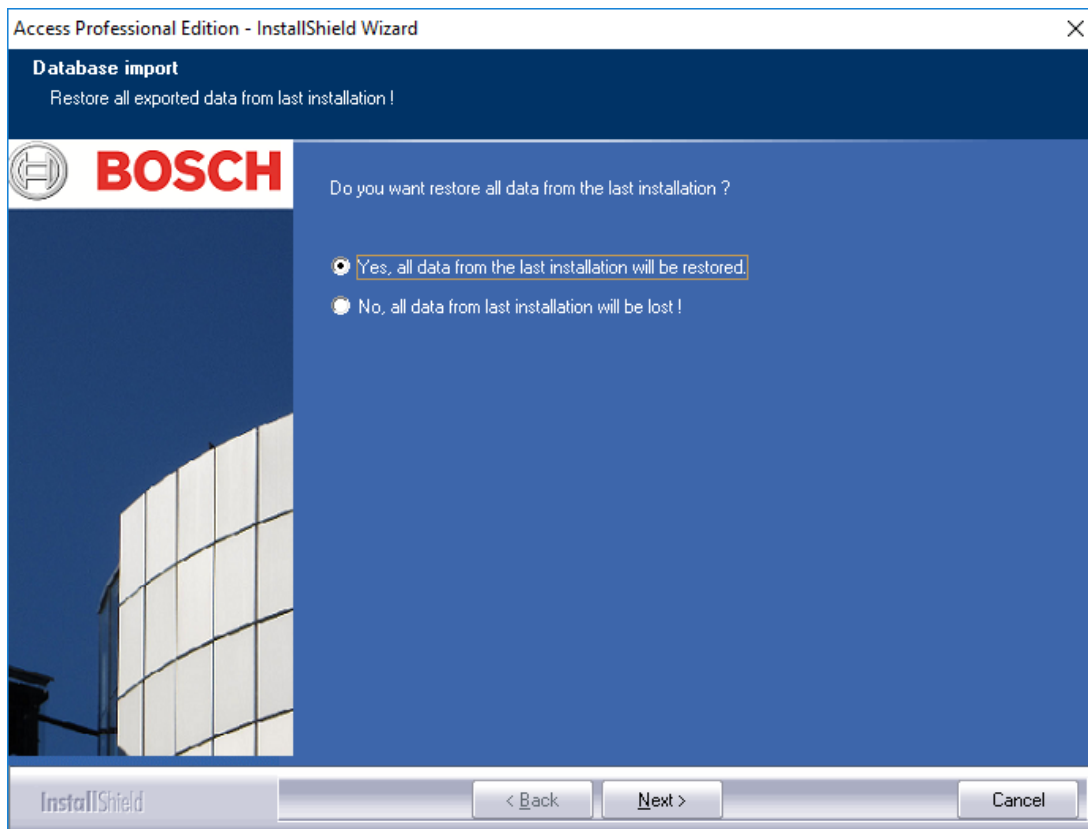 Access Professional Edition - InstallShield Wizard
Database import
Restore all exported data from last installation !
BOSCH
Do you want restore all data from the last installation ?
Yes, all data from the last installation will be restored.
No, all data from last installation will be lost !
InstallShield
< Back
Next >
Cancel